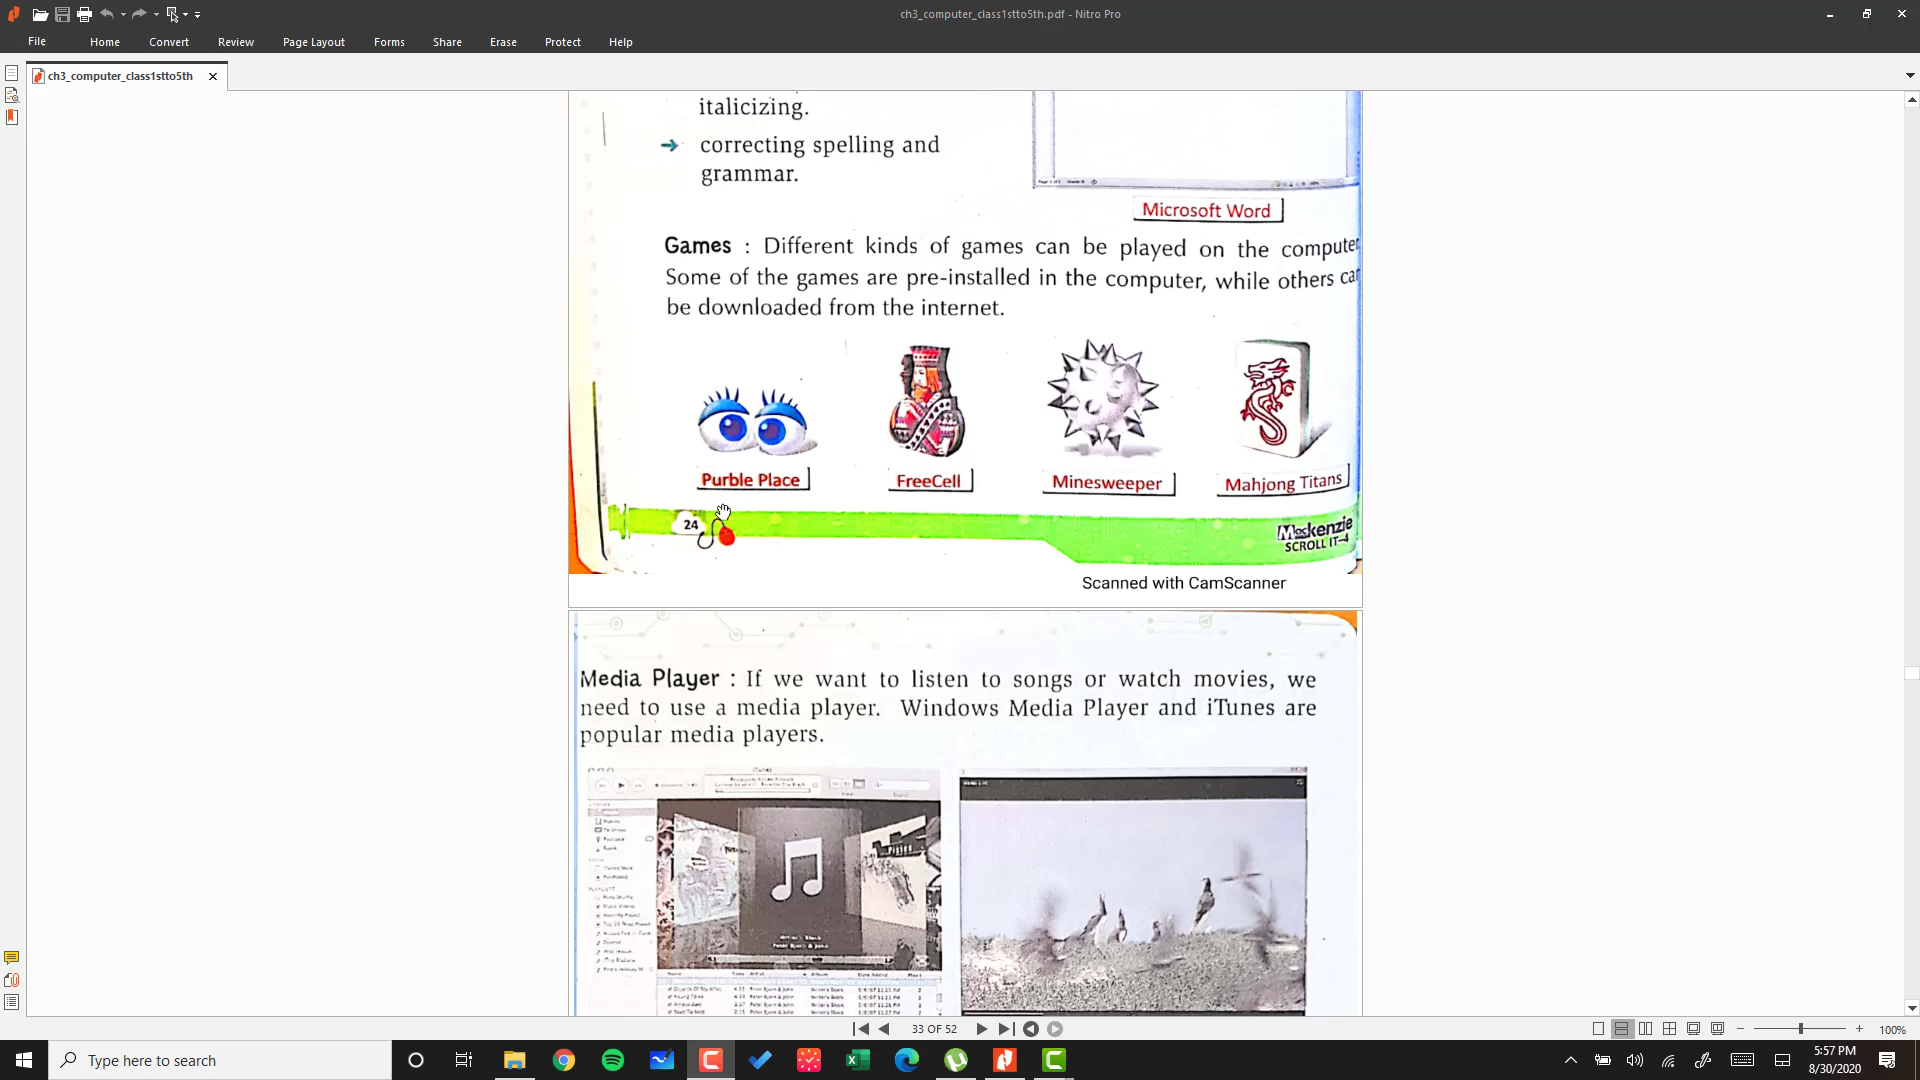 ch3_computer_class1stto5th.pdf - Nitro Pro
File Home Convert Review Page Layout Forms Share Erase Protect Help
ch3_computer_class1stto5th
italicizing.
correcting spelling and
grammar.
Microsoft Word
Games : Different kinds of games can be played on the computer
Some of the games are pre-installed in the computer, while others can
be downloaded from the internet.
Purble Place FreeCell Minesweeper Mahjong Titans
24
Mackenzie
SCROLL IT-4
Scanned with CamScanner
Media Player : If we want to listen to songs or watch movies, we
need to use a media player. Windows Media Player and iTunes are
popular media players.
33 OF 52
100%
Type here to search
5:57 PM
8/30/2020